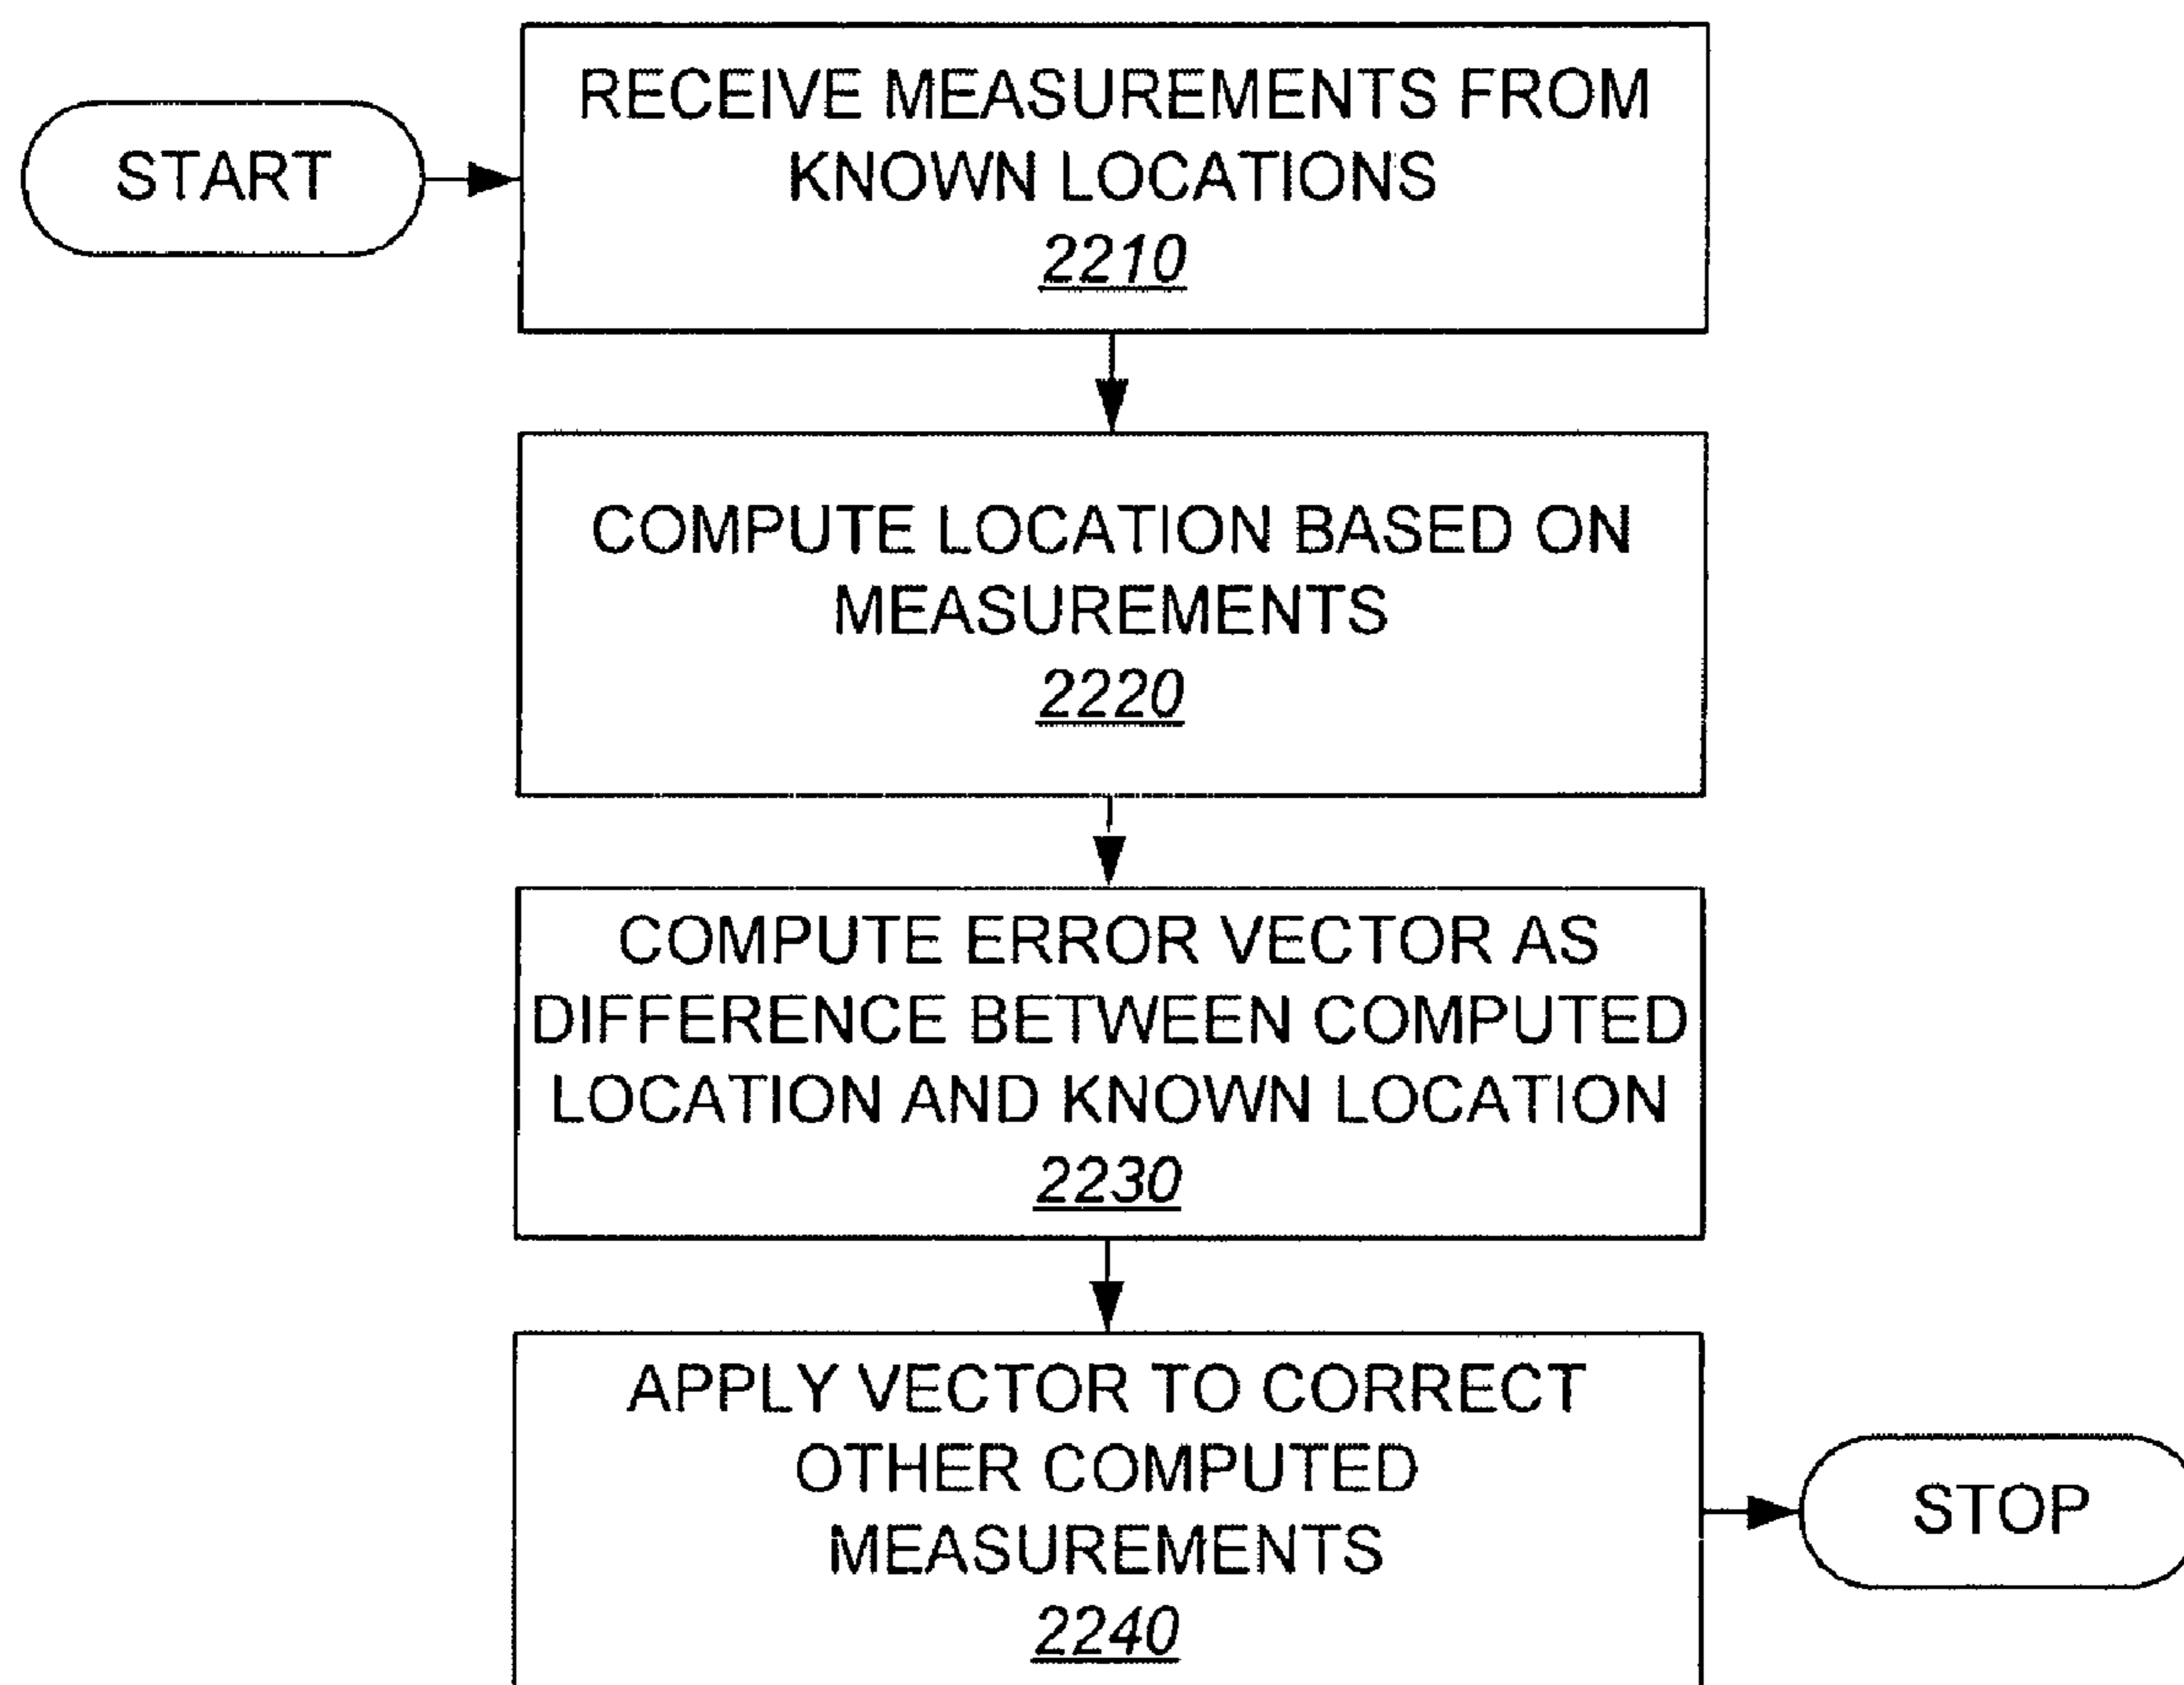 START
RECEIVE MEASUREMENTS FROM
KNOWN LOCATIONS
2210
COMPUTE LOCATION BASED ON
MEASUREMENTS
2220
COMPUTE ERROR VECTOR AS
DIFFERENCE BETWEEN COMPUTED
LOCATION AND KNOWN LOCATION
2230
APPLY VECTOR TO CORRECT
OTHER COMPUTED
MEASUREMENTS
2240
STOP